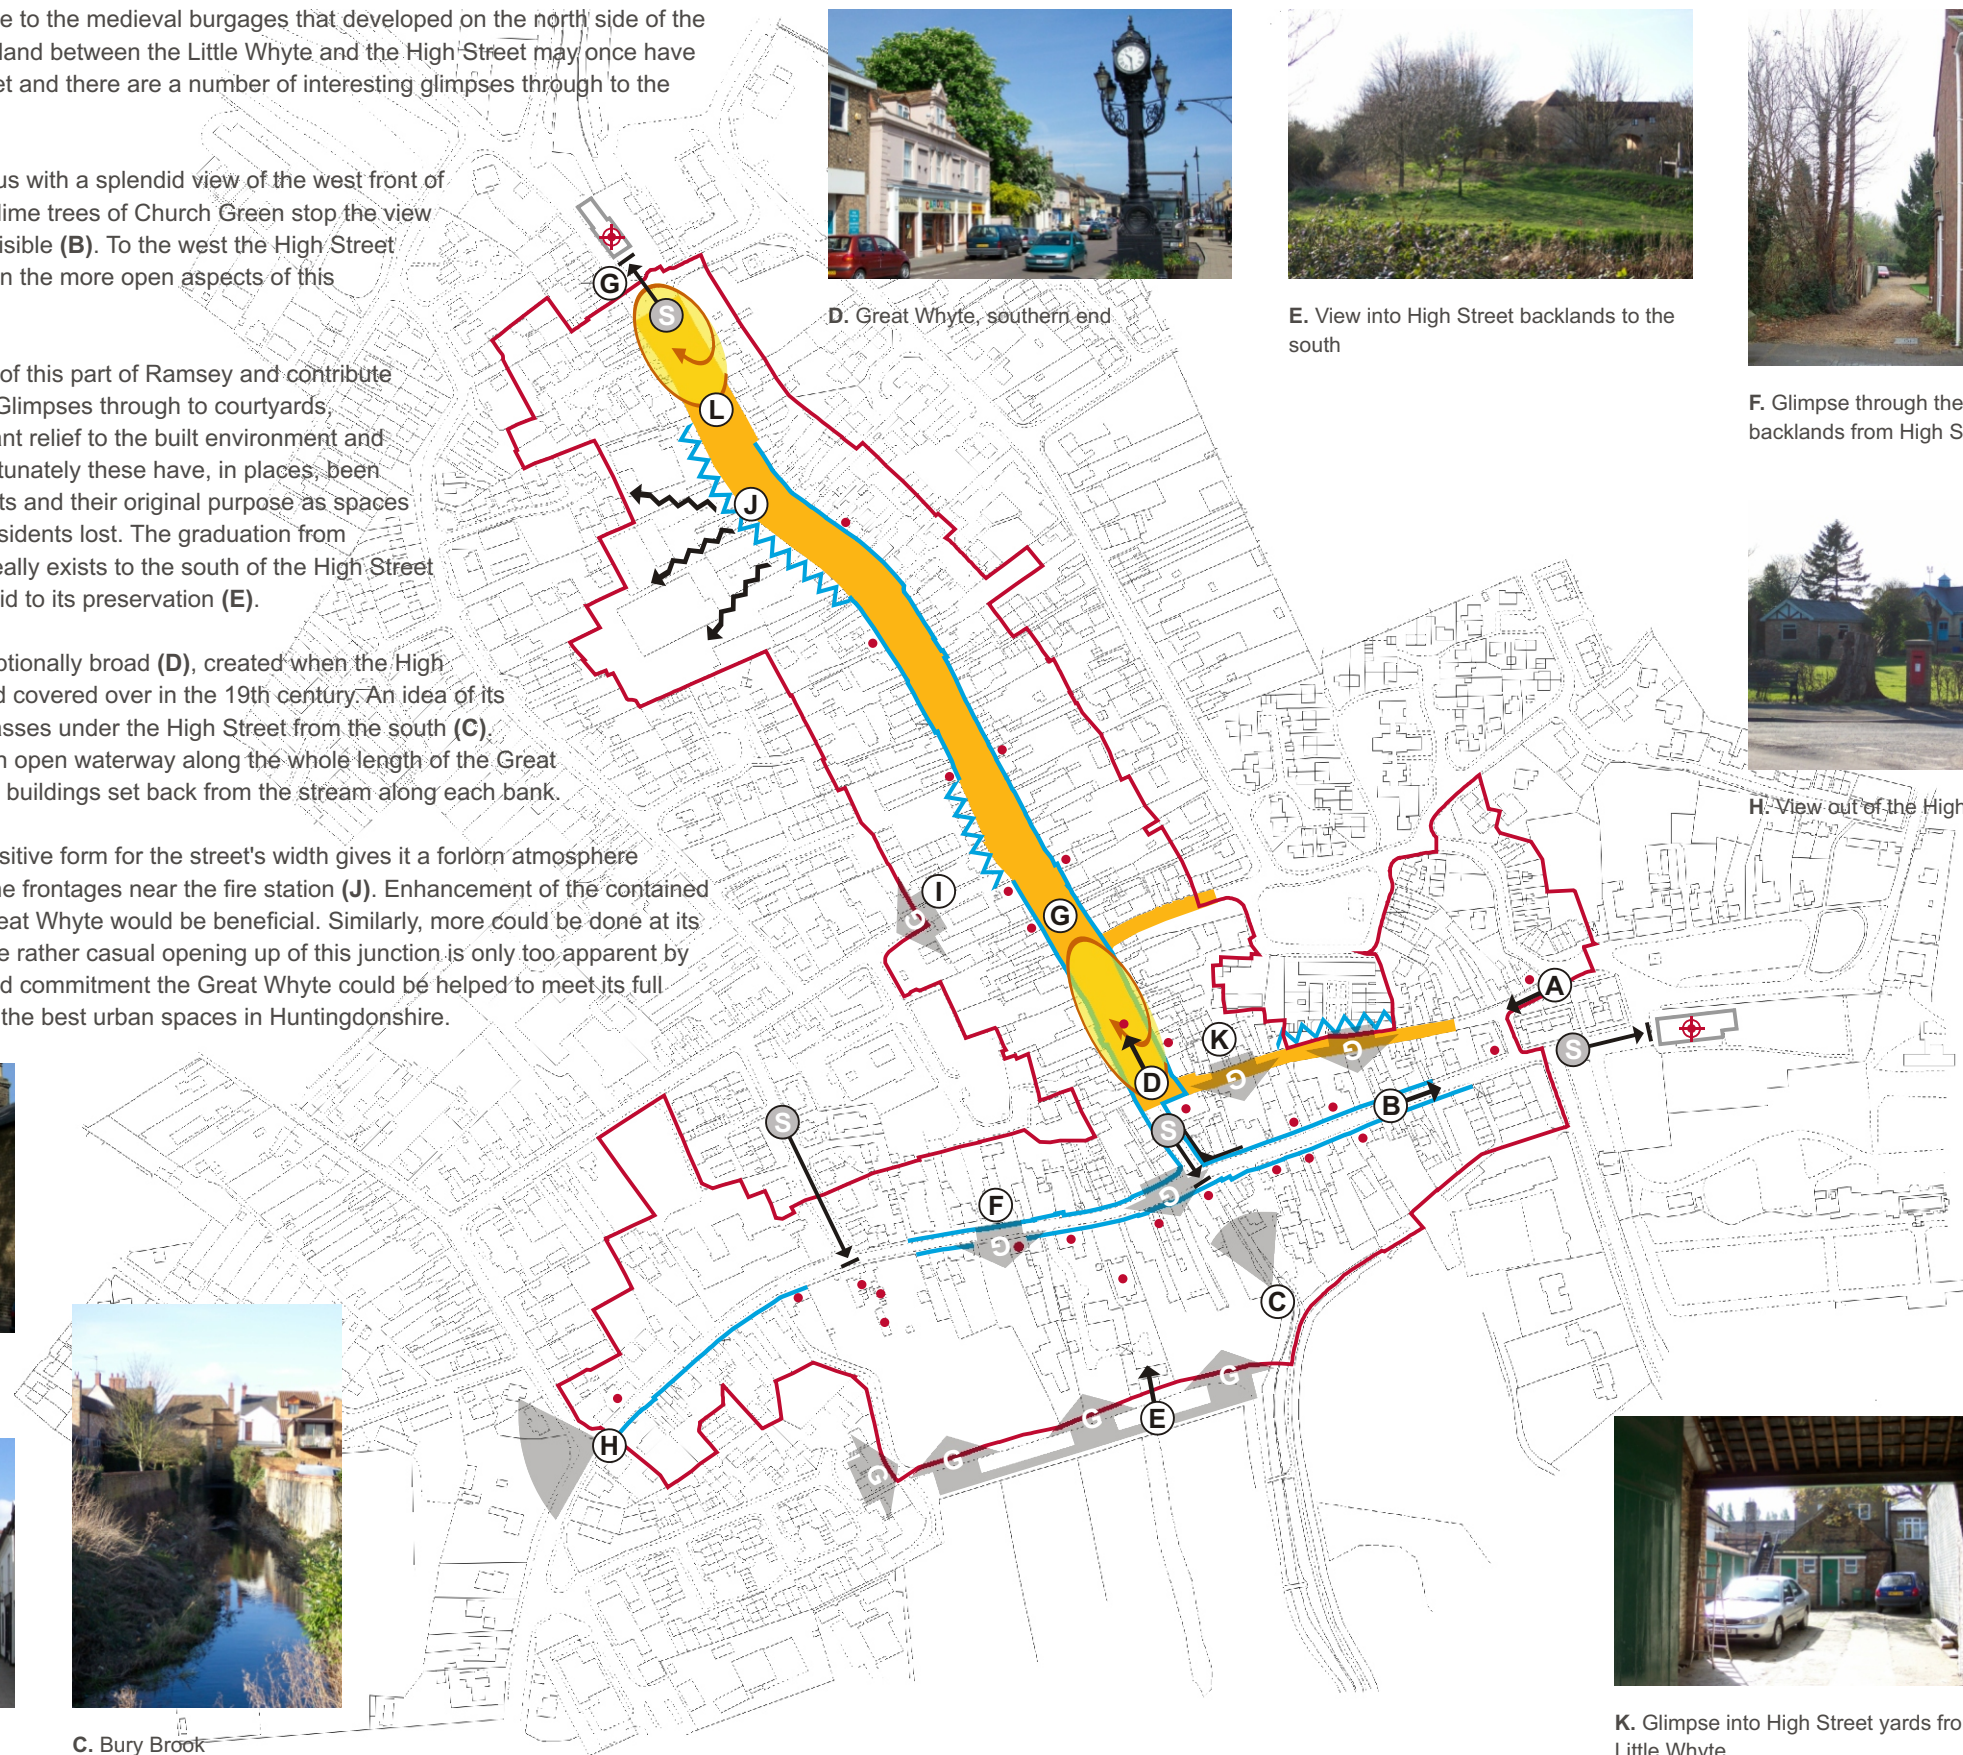 e to the medieval burgages that developed on the north side of the
land between the Little Whyte and the High Street may once have
et and there are a number of interesting glimpses through to the
us with a splendid view of the west front of
lime trees of Church Green stop the view
isible (B). To the west the High Street
n the more open aspects of this
of this part of Ramsey and contribute
Glimpses through to courtyards,
ant relief to the built environment and
tunately these have, in places, been
ts and their original purpose as spaces
sidents lost. The graduation from
eally exists to the south of the High Street
id to its preservation (E).
ptionally broad (D), created when the High
d covered over in the 19th century. An idea of its
asses under the High Street from the south (C).
n open waterway along the whole length of the Great
buildings set back from the stream along each bank.
sitive form for the street's width gives it a forlorn atmosphere
ne frontages near the fire station (J). Enhancement of the contained
reat Whyte would be beneficial. Similarly, more could be done at its
e rather casual opening up of this junction is only too apparent by
d commitment the Great Whyte could be helped to meet its full
the best urban spaces in Huntingdonshire.
D. Great Whyte, southern end
E. View into High Street backlands to the
south
F. Glimpse through the
backlands from High S
H. View out of the High
G
S
L
J
I
G
G
A
K
S
G
G
D
S
B
S
G
F
G
C
G
E
G
H
G
G
C. Bury Brook
K. Glimpse into High Street yards fro
Little Whyte